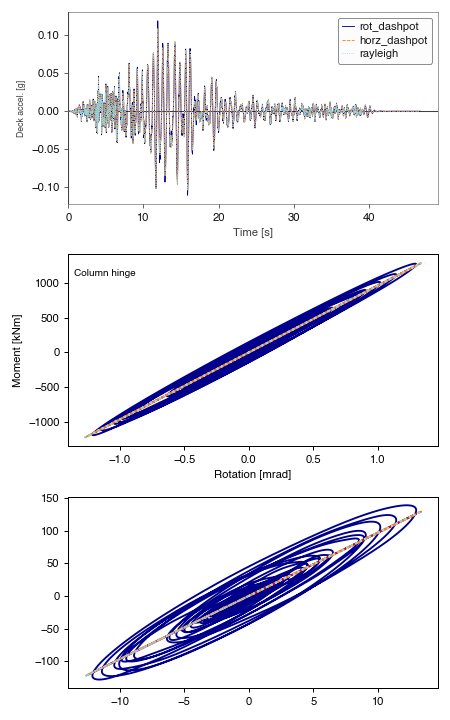 0.10
0.05
0.00
−0.05
−0.10
Deck accel. [g]
rot_dashpot
horz_dashpot
rayleigh
0 10 20 30 40
Time [s]
Column hinge
1000
500
0
−500
−1000
Moment [kNm]
−1.0 −0.5 0.0 0.5 1.0
Rotation [mrad]
150
100
50
0
−50
−100
−10 −5 0 5 10